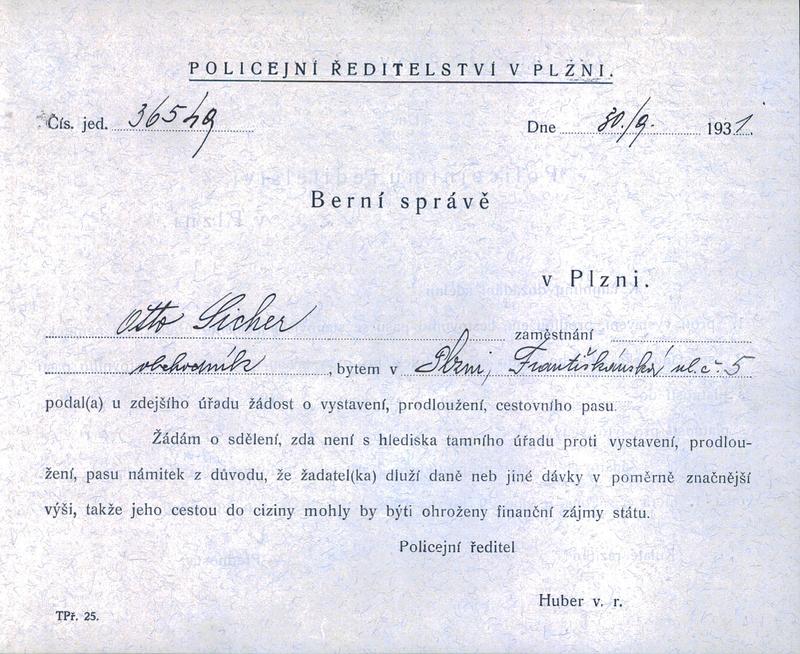 POLICEJNÍ ŘEDITELSTVÍ V PLZNI.
Čís. jed. 36549 Dne 30./9. 1931.
Berní správě
v Plzni.
Otto Sicher zaměstnání
obchodník, bytem v Plzni, Františkánská ul. č. 5
podal(a) u zdejšího úřadu žádost o vystavení, prodloužení, cestovního pasu.
Žádám o sdělení, zda není s hlediska tamního úřadu proti vystavení, prodlou-
žení, pasu námitek z důvodu, že žadatel(ka) dluží daně neb jiné dávky v poměrně značnější
výši, takže jeho cestou do ciziny mohly by býti ohroženy finanční zájmy státu.
Policejní ředitel
Huber v. r.
TPř. 25.